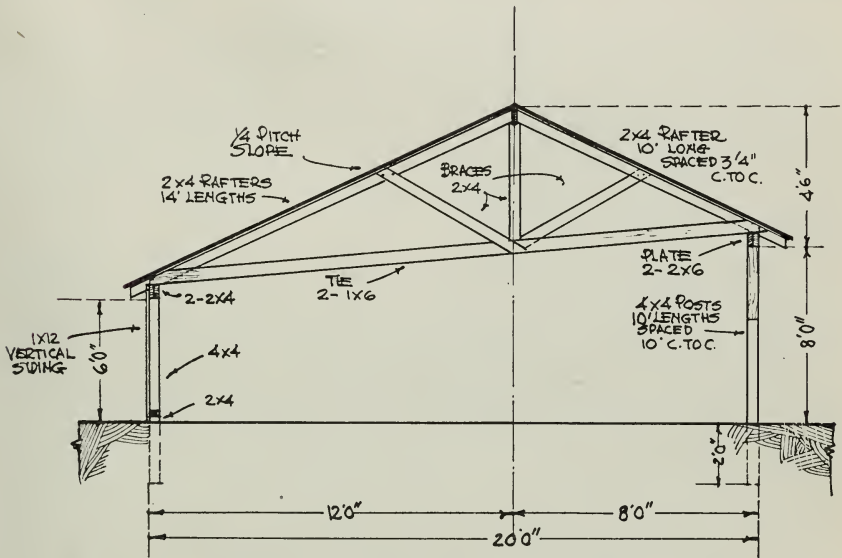 1/4 PITCH
SLOPE
2x4 RAFTERS
14' LENGTHS
BRACES
2x4
2x4 RAFTER
10' LONG
SPACED 3'4"
C. TO C.
4'6"
TIE
2-1x6
2-2x4
PLATE
2-2x6
1x12
VERTICAL
SIDING
6'0"
4x4
2x4
4x4 POSTS
10' LENGTHS
SPACED
10' C. TO C.
8'0"
2'0"
12'0"
8'0"
20'0"